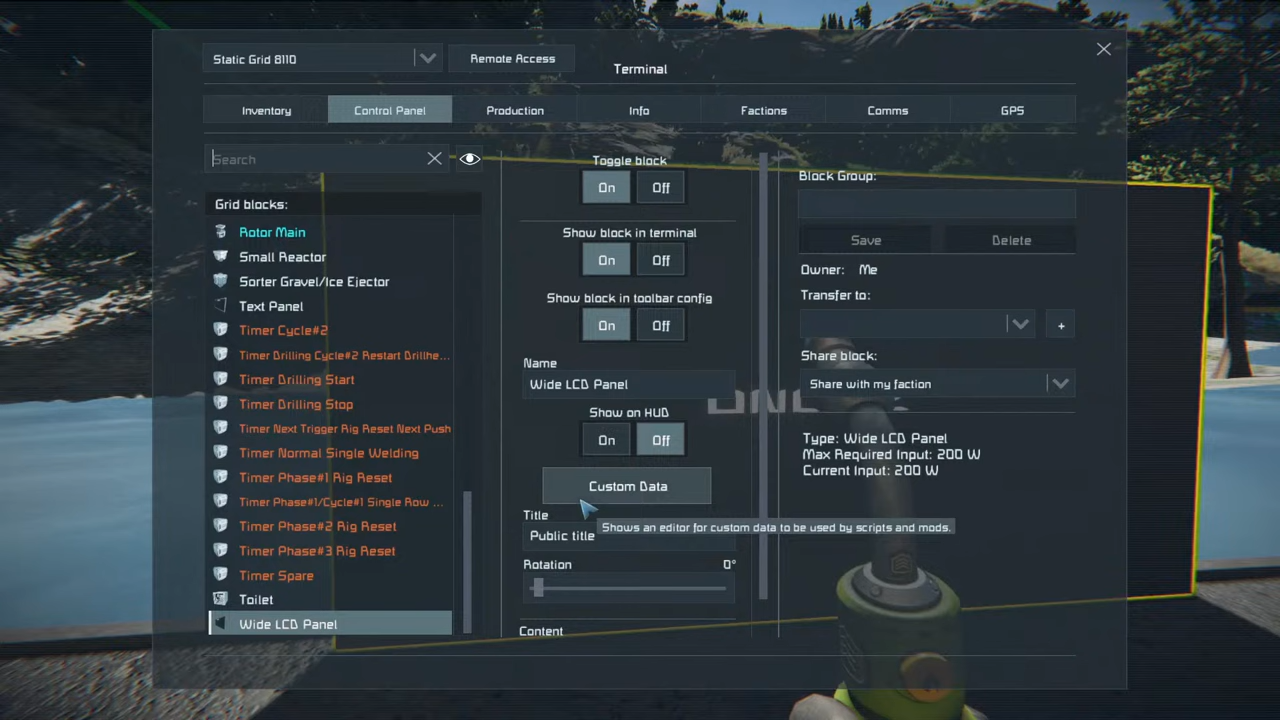 Static Grid 8110
Remote Access
Terminal
Inventory
Control Panel
Production
Info
Factions
Comms
GPS
Search
Grid blocks:
Rotor Main
Small Reactor
Sorter Gravel/Ice Ejector
Text Panel
Timer Cycle#2
Timer Drilling Cycle#2 Restart Drillhe...
Timer Drilling Start
Timer Drilling Stop
Timer Next Trigger Rig Reset Next Push
Timer Normal Single Welding
Timer Phase#1 Rig Reset
Timer Phase#1/Cycle#1 Single Row ...
Timer Phase#2 Rig Reset
Timer Phase#3 Rig Reset
Timer Spare
Toilet
Wide LCD Panel
Toggle block
On Off
Show block in terminal
On Off
Show block in toolbar config
On Off
Name
Wide LCD Panel
Show on HUD
On Off
Custom Data
Shows an editor for custom data to be used by scripts and mods.
Title
Public title
Rotation 0°
Content
Block Group:
Save
Delete
Owner: Me
Transfer to:
+
Share block:
Share with my faction
Type: Wide LCD Panel
Max Required Input: 200 W
Current Input: 200 W